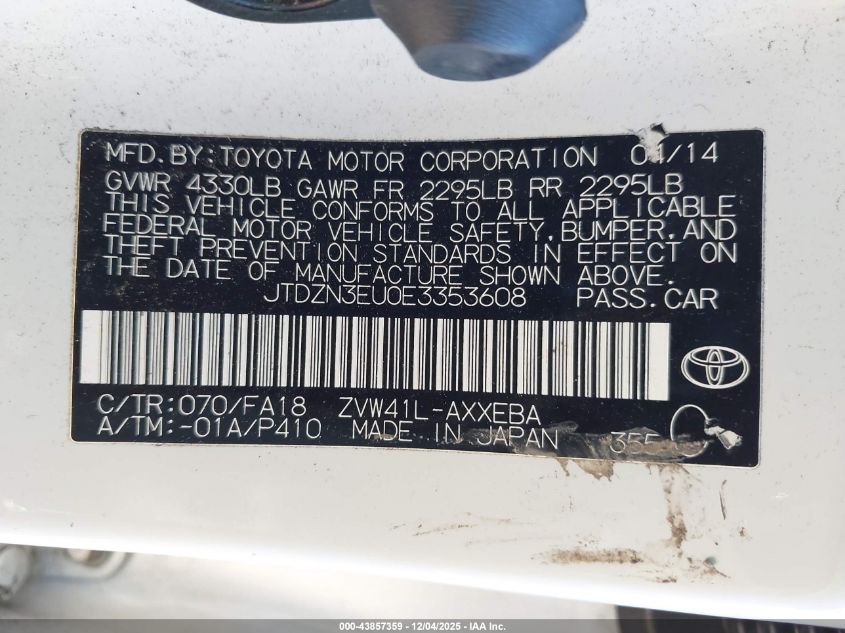 MFD. BY: TOYOTA MOTOR CORPORATION 04/14
GVWR 4330LB GAWR FR 2295LB RR 2295LB
THIS VEHICLE CONFORMS TO ALL APPLICABLE
FEDERAL MOTOR VEHICLE SAFETY, BUMPER, AND
THEFT PREVENTION STANDARDS IN EFFECT ON
THE DATE OF MANUFACTURE SHOWN ABOVE.
JTDZN3EU0E3353608 PASS. CAR
C/TR: 070/FA18 ZVW41L-AXXEBA
A/TM: -01A/P410 MADE IN JAPAN 355
000-43857359 - 12/04/2025 - IAA Inc.